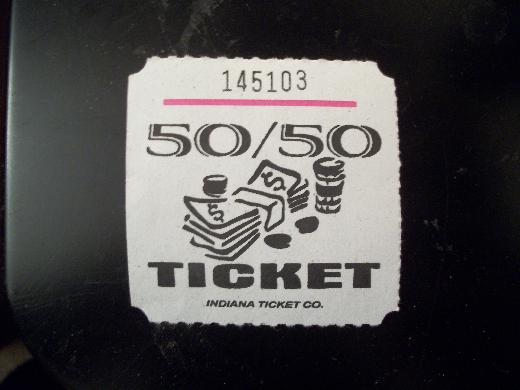 145103
50/50
$
$
TICKET
INDIANA TICKET CO.